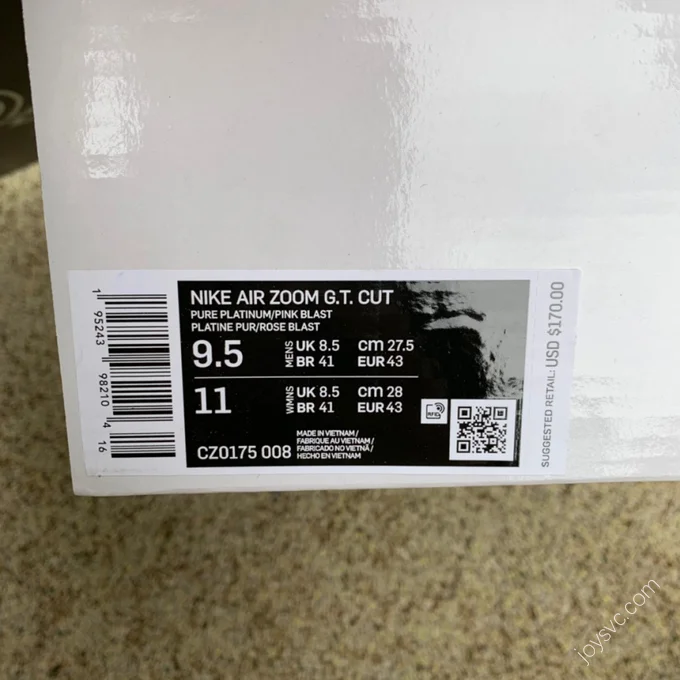 NIKE AIR ZOOM G.T. CUT
PURE PLATINUM/PINK BLAST
PLATINE PUR/ROSE BLAST
9.5 MENS UK 8.5 CM 27.5
BR 41 EUR 43
11 WMNS UK 8.5 CM 28
BR 41 EUR 43
CZ0175 008
MADE IN VIETNAM/
FABRIQUE AU VIETNAM/
FABRICADO NO VIETNÃ/
HECHO EN VIETNAM
RFID
1 95243 98210 4 16
SUGGESTED RETAIL: USD $170.00
joysvc.com